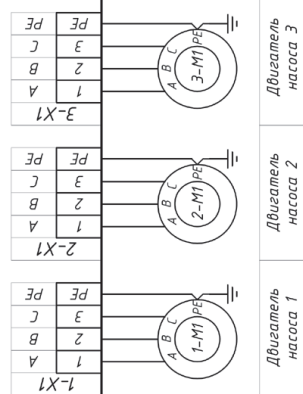 PE PE
C 3
B 2
A 1
3-X1
A B C PE
3-M1
Двигатель
насоса 3
PE PE
C 3
B 2
A 1
2-X1
A B C PE
2-M1
Двигатель
насоса 2
PE PE
C 3
B 2
A 1
1-X1
A B C PE
1-M1
Двигатель
насоса 1